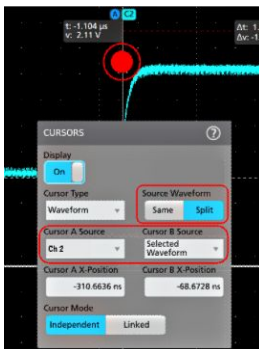 A C2
t: -1.104 µs
v: 2.11 V
Δt: 1.
Δv: -1
CURSORS ?
Display
On
Cursor Type Source Waveform
Waveform Same Split
Cursor A Source Cursor B Source
Ch 2 Selected Waveform
Cursor A X-Position Cursor B X-Position
-310.6636 ns -68.6728 ns
Cursor Mode
Independent Linked